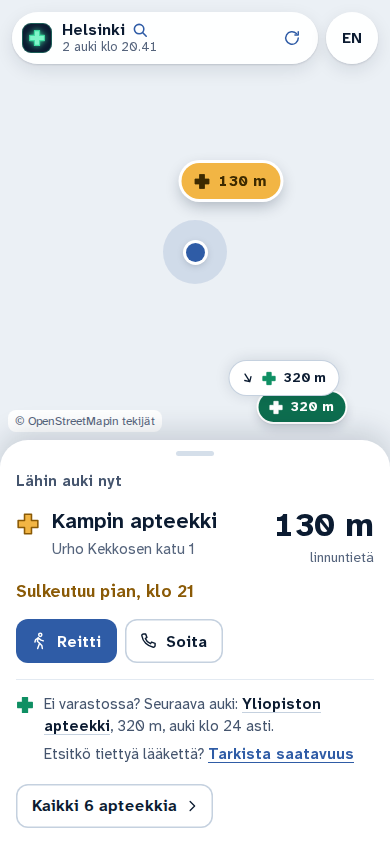 Helsinki
2 auki klo 20.41
EN
130 m
320 m
320 m
© OpenStreetMapin tekijät
Lähin auki nyt
Kampin apteekki
130 m
Urho Kekkosen katu 1
linnuntietä
Sulkeutuu pian, klo 21
Reitti
Soita
Ei varastossa? Seuraava auki: Yliopiston
apteekki, 320 m, auki klo 24 asti.
Etsitkö tiettyä lääkettä? Tarkista saatavuus
Kaikki 6 apteekkia